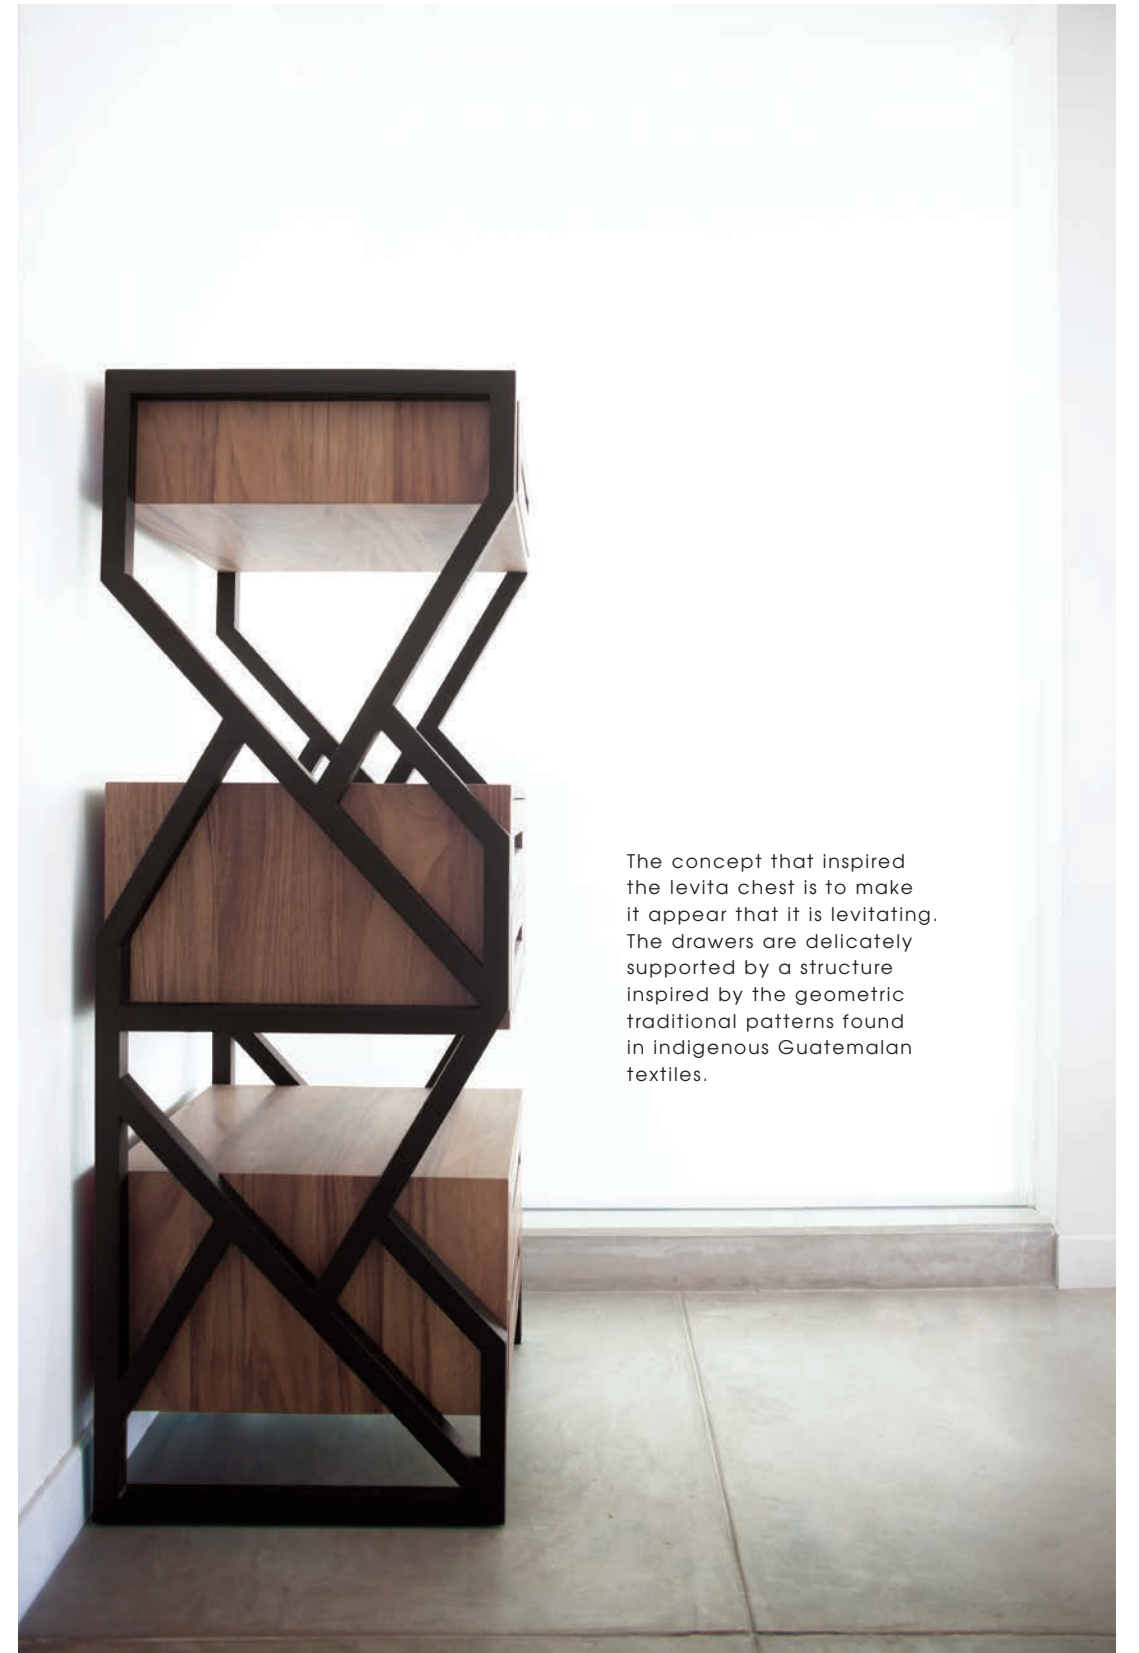 The concept that inspired
the levita chest is to make
it appear that it is levitating.
The drawers are delicately
supported by a structure
inspired by the geometric
traditional patterns found
in indigenous Guatemalan
textiles.